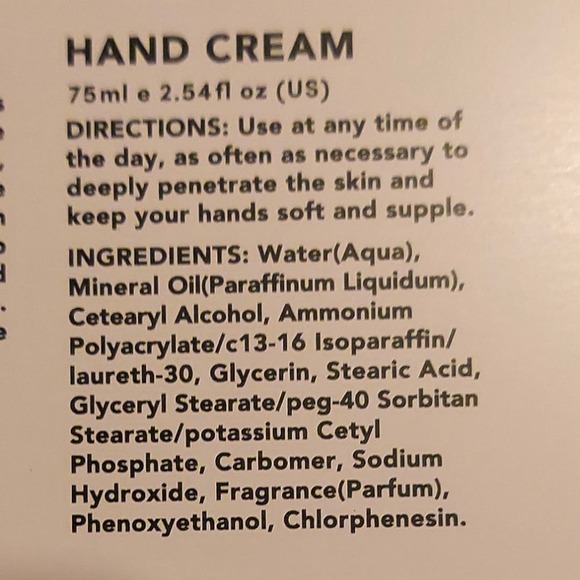 HAND CREAM
75ml e 2.54fl oz (US)
DIRECTIONS: Use at any time of
the day, as often as necessary to
deeply penetrate the skin and
keep your hands soft and supple.
INGREDIENTS: Water(Aqua),
Mineral Oil(Paraffinum Liquidum),
Cetearyl Alcohol, Ammonium
Polyacrylate/c13-16 Isoparaffin/
laureth-30, Glycerin, Stearic Acid,
Glyceryl Stearate/peg-40 Sorbitan
Stearate/potassium Cetyl
Phosphate, Carbomer, Sodium
Hydroxide, Fragrance(Parfum),
Phenoxyethanol, Chlorphenesin.